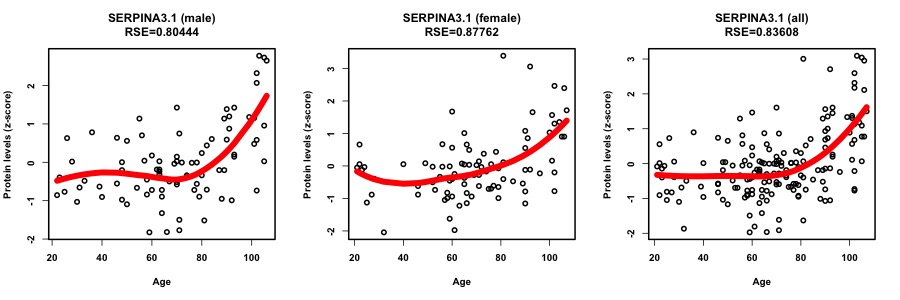 SERPINA3.1 (male)
RSE=0.80444
Protein levels (z-score)
2
1
0
-1
-2
20 40 60 80 100
Age
SERPINA3.1 (female)
RSE=0.87762
Protein levels (z-score)
3
2
1
0
-1
-2
20 40 60 80 100
Age
SERPINA3.1 (all)
RSE=0.83608
Protein levels (z-score)
3
2
1
0
-1
-2
20 40 60 80 100
Age